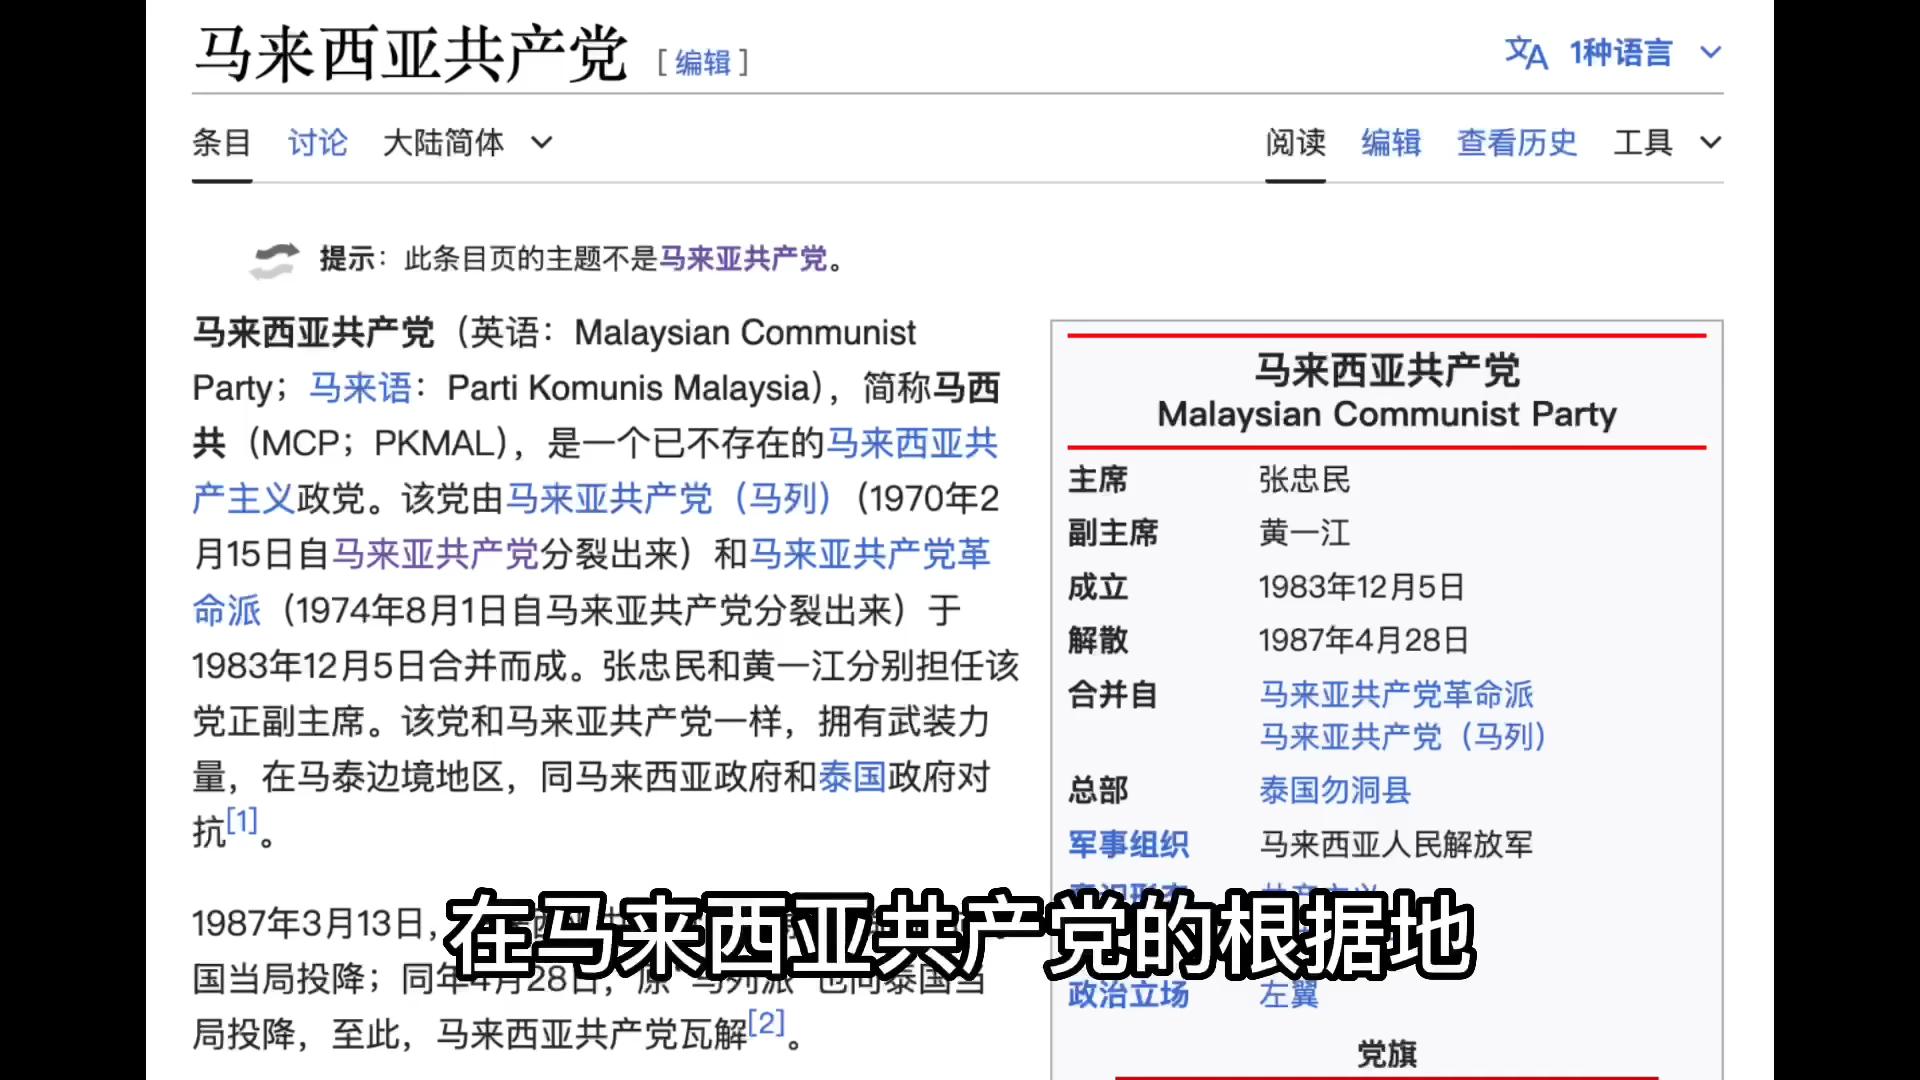 马来西亚共产党 [编辑]
文A 1种语言
条目 讨论 大陆简体
阅读 编辑 查看历史 工具
提示：此条目页的主题不是马来亚共产党。
马来西亚共产党（英语：Malaysian Communist
Party；马来语：Parti Komunis Malaysia），简称马西
共（MCP；PKMAL），是一个已不存在的马来西亚共
产主义政党。该党由马来亚共产党（马列）（1970年2
月15日自马来亚共产党分裂出来）和马来亚共产党革
命派（1974年8月1日自马来亚共产党分裂出来）于
1983年12月5日合并而成。张忠民和黄一江分别担任该
党正副主席。该党和马来亚共产党一样，拥有武装力
量，在马泰边境地区，同马来西亚政府和泰国政府对
抗[1]。
1987年3月13日，
国当局投降；同年4月28日，原“马列派”也向泰国当
局投降，至此，马来西亚共产党瓦解[2]。
马来西亚共产党
Malaysian Communist Party
主席 张忠民
副主席 黄一江
成立 1983年12月5日
解散 1987年4月28日
合并自 马来亚共产党革命派
马来亚共产党（马列）
总部 泰国勿洞县
军事组织 马来西亚人民解放军
政治立场 左翼
党旗
在马来西亚共产党的根据地